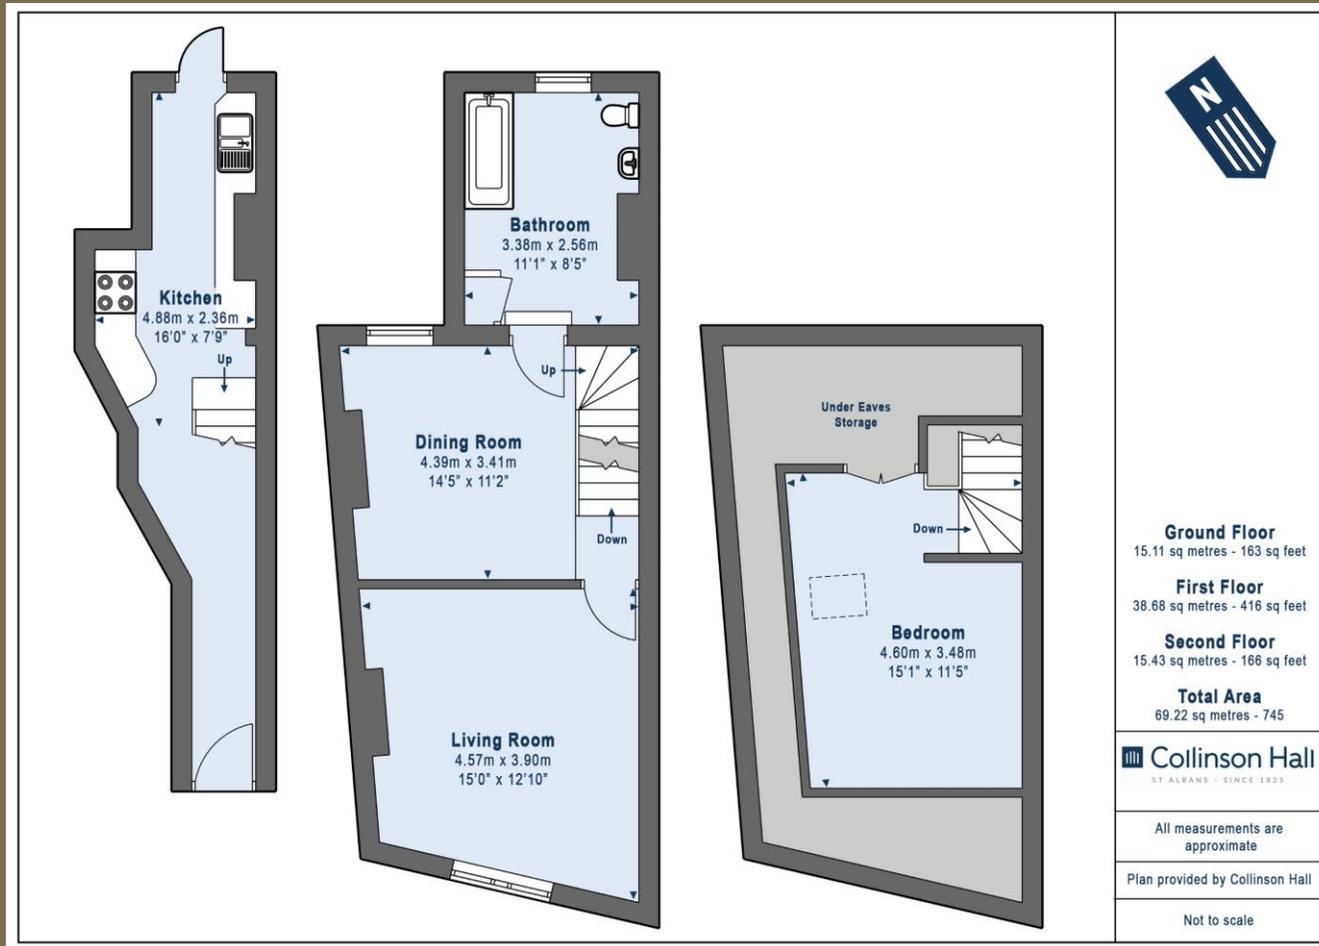 Kitchen
4.88m x 2.36m
16'0" x 7'9"
Up
Bathroom
3.38m x 2.56m
11'1" x 8'5"
Up
Dining Room
4.39m x 3.41m
14'5" x 11'2"
Down
Living Room
4.57m x 3.90m
15'0" x 12'10"
Under Eaves
Storage
Down
Bedroom
4.60m x 3.48m
15'1" x 11'5"
N
Ground Floor
15.11 sq metres - 163 sq feet
First Floor
38.68 sq metres - 416 sq feet
Second Floor
15.43 sq metres - 166 sq feet
Total Area
69.22 sq metres - 745
Collinson Hall
ST ALBANS - SINCE 1825
All measurements are
approximate
Plan provided by Collinson Hall
Not to scale